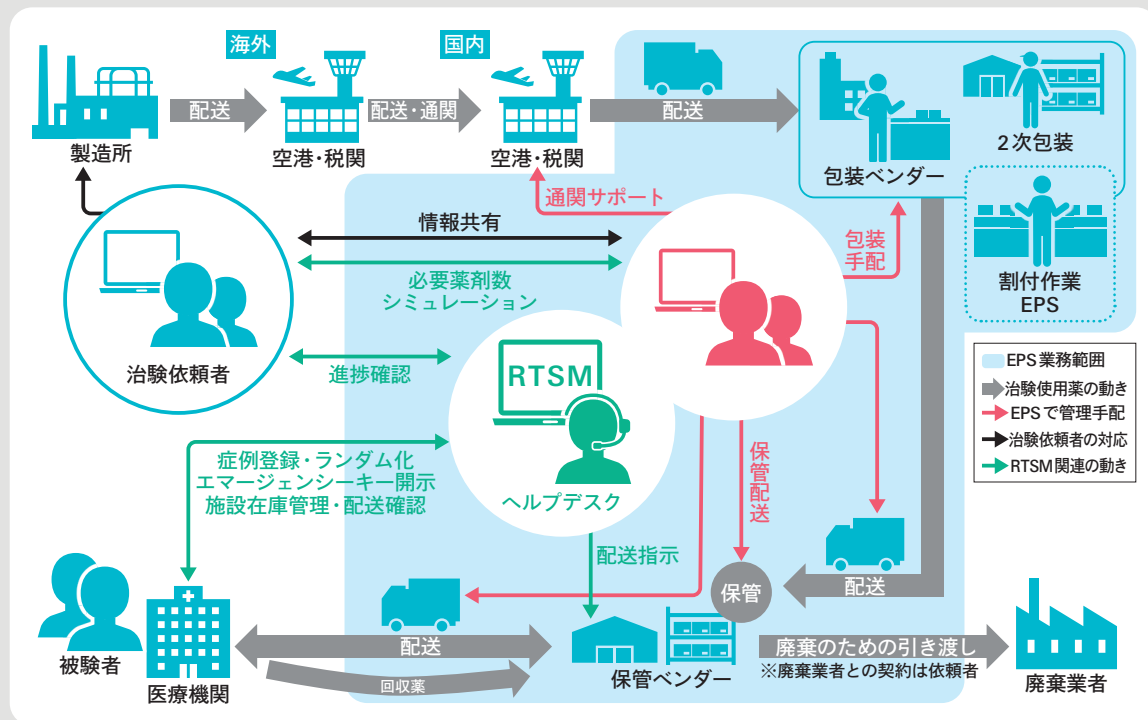 海外
国内
配送
配送・通関
配送
製造所
空港・税関
空港・税関
包装ベンダー
2次包装
通関サポート
情報共有
包装
手配
必要薬剤数
シミュレーション
割付作業
EPS
治験依頼者
進捗確認
RTSM
ヘルプデスク
EPS業務範囲
治験使用薬の動き
EPSで管理手配
治験依頼者の対応
RTSM関連の動き
症例登録・ランダム化
エマージェンシーキー開示
施設在庫管理・配送確認
保管配送
配送指示
保管
配送
配送
回収薬
被験者
医療機関
保管ベンダー
廃棄のための引き渡し
※廃棄業者との契約は依頼者
廃棄業者